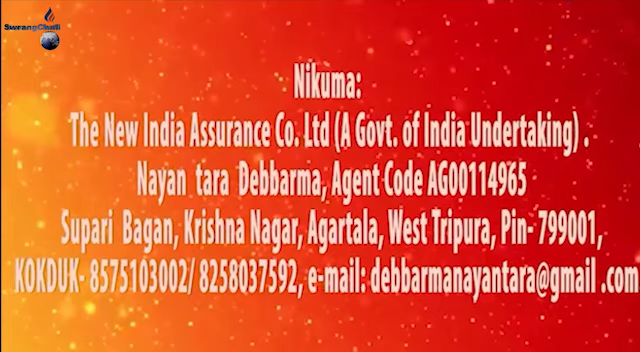 SwrangChati
Nikuma:
The New India Assurance Co. Ltd (A Govt. of India Undertaking) .
Nayan tara Debbarma, Agent Code AG00114965
Supari Bagan, Krishna Nagar, Agartala, West Tripura, Pin- 799001,
KOKDUK- 8575103002/ 8258037592, e-mail: debbarmanayantara@gmail .com